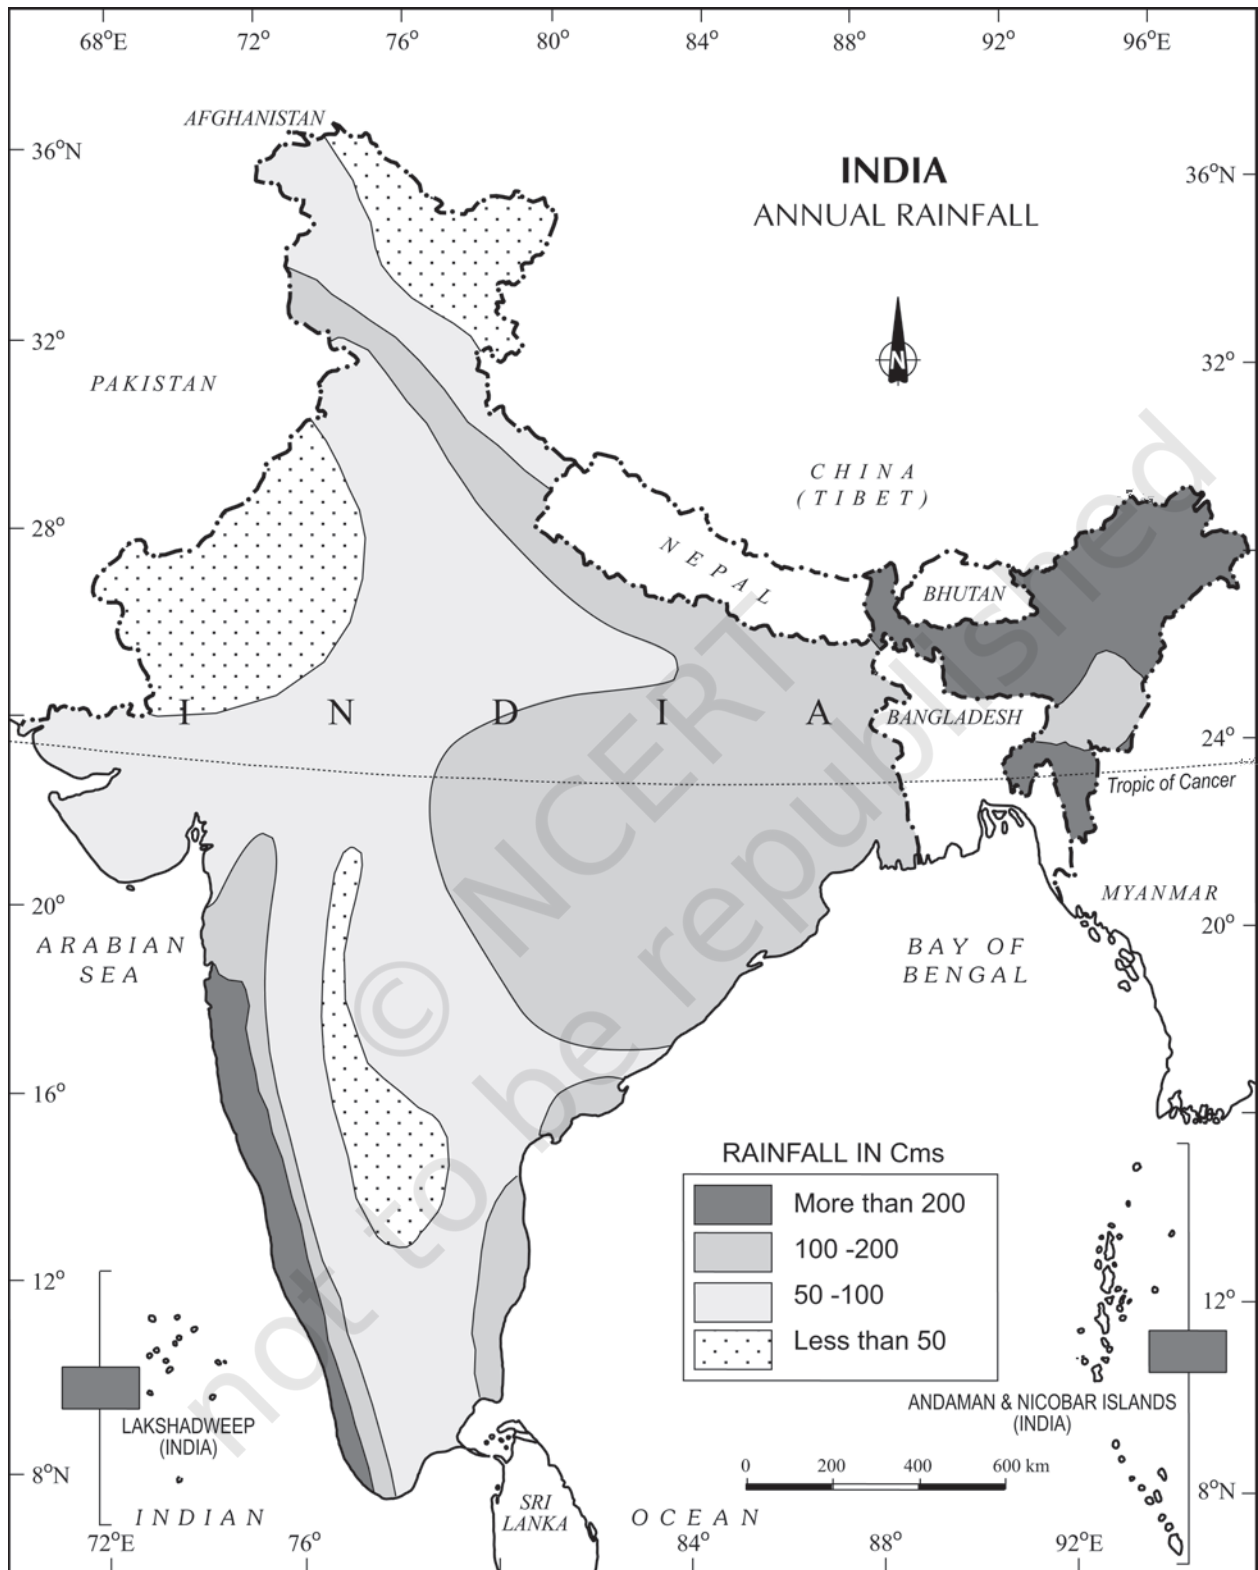 68°E 72° 76° 80° 84° 88° 92° 96°E
AFGHANISTAN
36°N
INDIA
36°N
ANNUAL RAINFALL
N
32°
32°
PAKISTAN
CHINA
(TIBET)
28°
NEPAL
BHUTAN
I N D I A
BANGLADESH
24°
Tropic of Cancer
20°
MYANMAR
20°
ARABIAN
SEA
BAY OF
BENGAL
16°
© NCERT
not to be republished
RAINFALL IN Cms
More than 200
100 -200
50 -100
Less than 50
12°
12°
LAKSHADWEEP
(INDIA)
ANDAMAN & NICOBAR ISLANDS
(INDIA)
0 200 400 600 km
8°N
8°N
SRI
LANKA
INDIAN OCEAN
72°E 76° 84° 88° 92°E